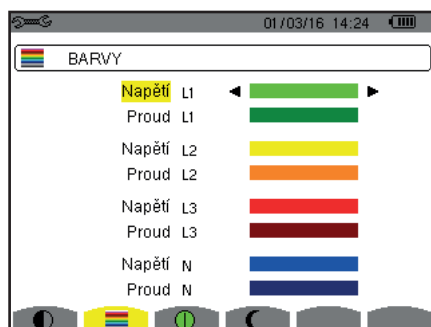 01/03/16 14:24
BARVY
Napětí L1
Proud L1
Napětí L2
Proud L2
Napětí L3
Proud L3
Napětí N
Proud N